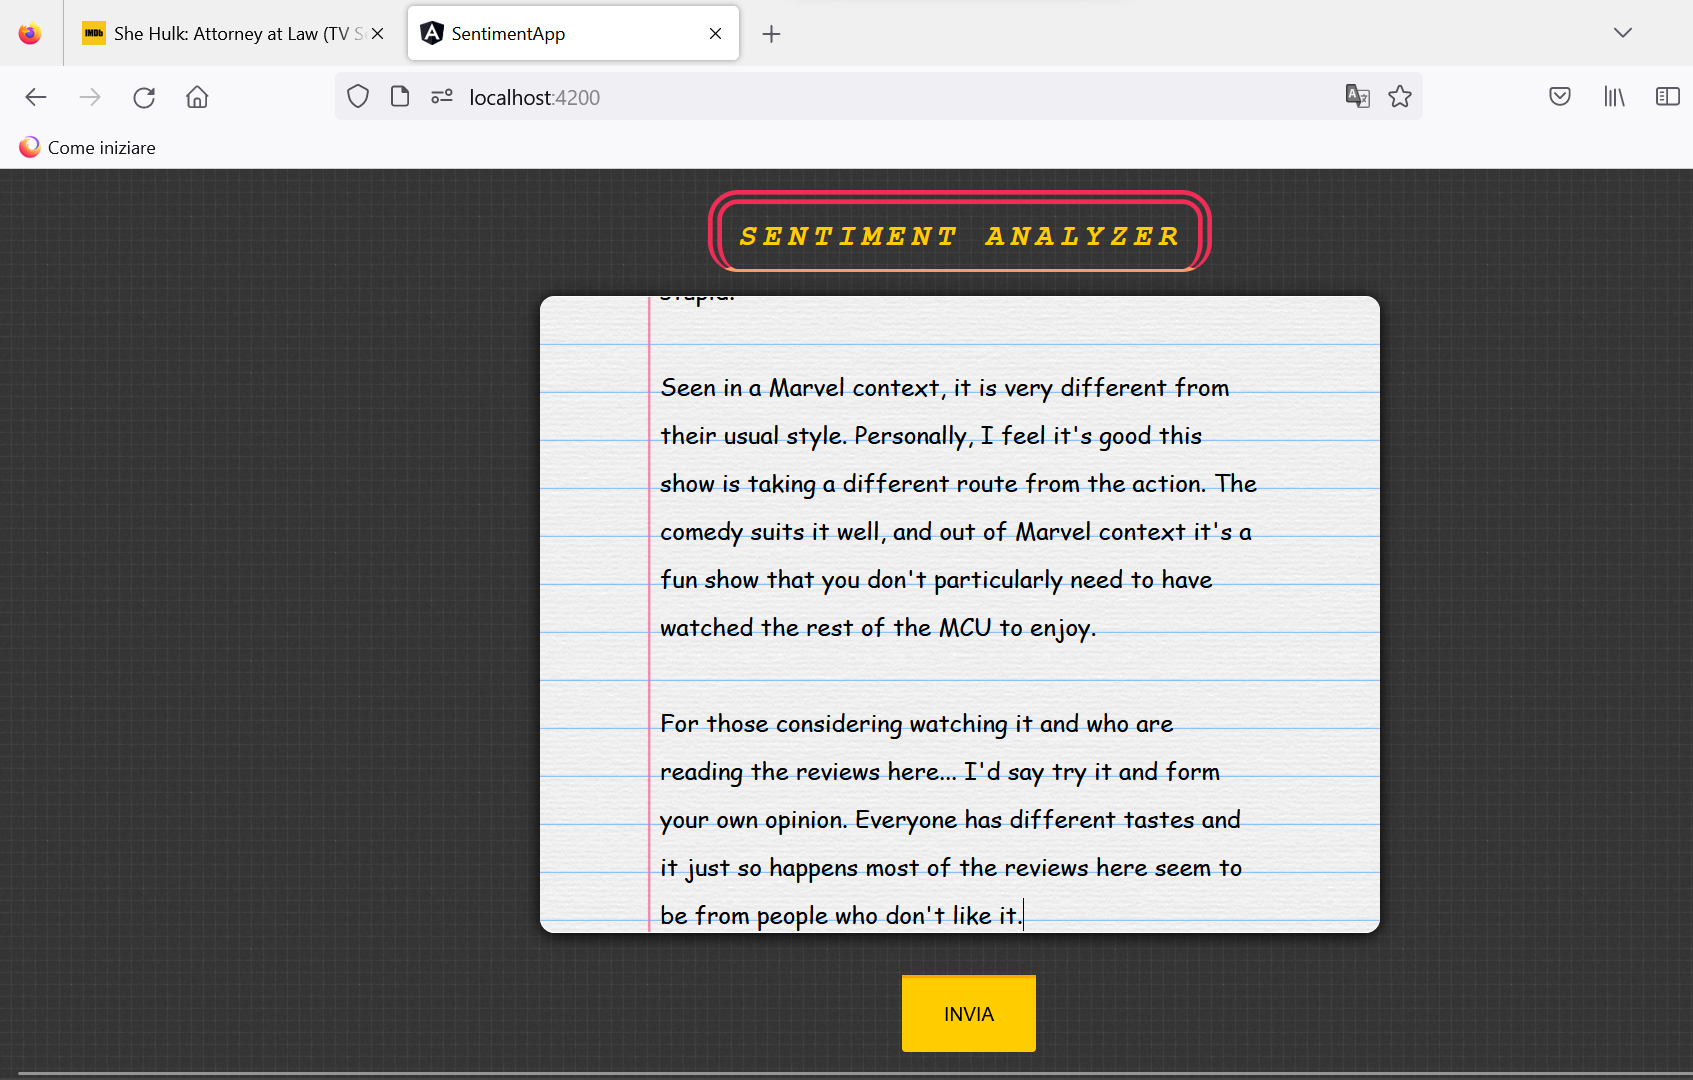 She Hulk: Attorney at Law (TV S
SentimentApp
localhost:4200
Come iniziare
SENTIMENT ANALYZER
stupid.
Seen in a Marvel context, it is very different from
their usual style. Personally, I feel it's good this
show is taking a different route from the action. The
comedy suits it well, and out of Marvel context it's a
fun show that you don't particularly need to have
watched the rest of the MCU to enjoy.
For those considering watching it and who are
reading the reviews here... I'd say try it and form
your own opinion. Everyone has different tastes and
it just so happens most of the reviews here seem to
be from people who don't like it.
INVIA